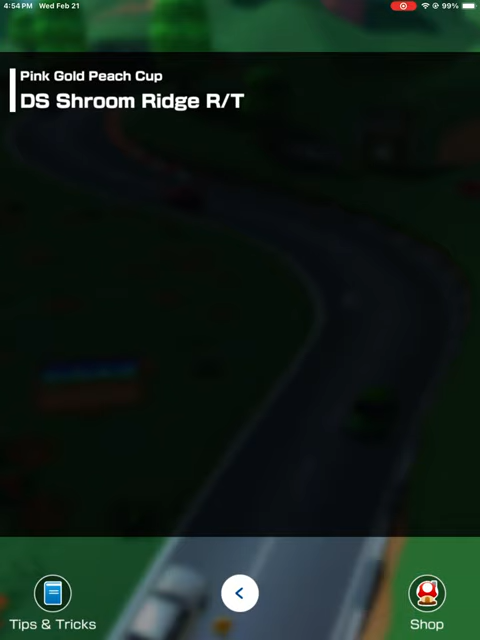 4:54 PM Wed Feb 21 99%
Pink Gold Peach Cup
DS Shroom Ridge R/T
Tips & Tricks
Shop